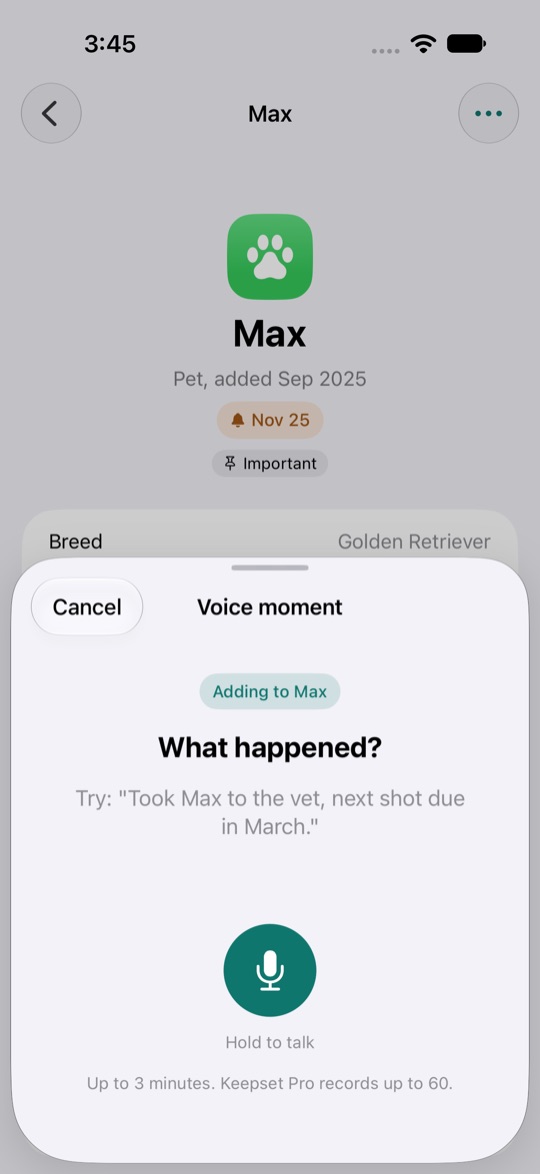 3:45
Max
Max
Pet, added Sep 2025
Nov 25
Important
Breed Golden Retriever
Cancel Voice moment
Adding to Max
What happened?
Try: "Took Max to the vet, next shot due
in March."
Hold to talk
Up to 3 minutes. Keepset Pro records up to 60.